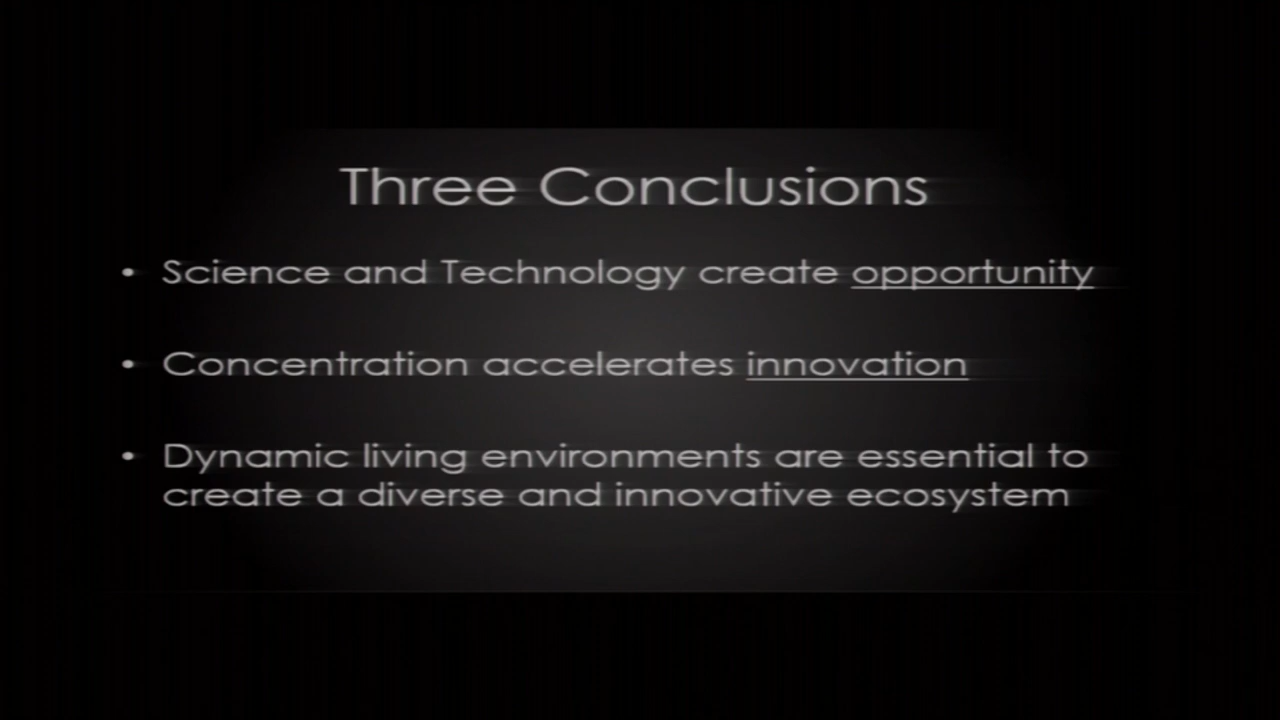 Three Conclusions
• Science and Technology create opportunity
• Concentration accelerates innovation
• Dynamic living environments are essential to
create a diverse and innovative ecosystem